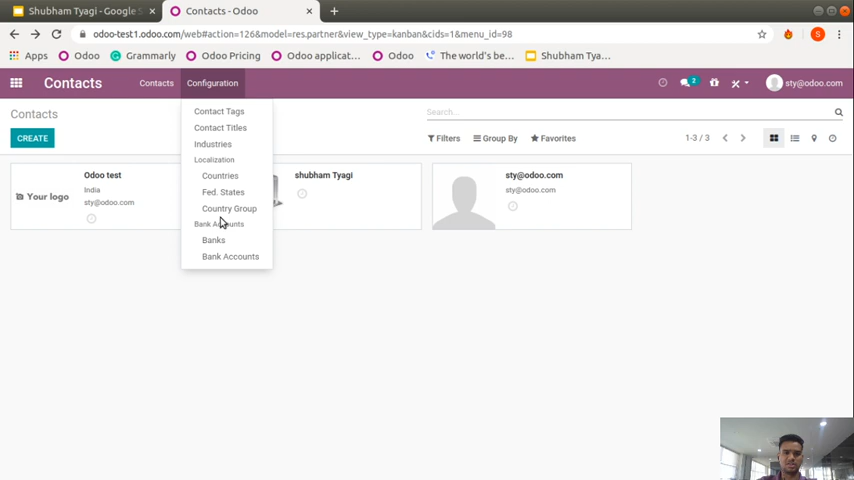 Shubham Tyagi - Google S
Contacts - Odoo
odoo-test1.odoo.com/web#action=126&model=res.partner&view_type=kanban&cids=1&menu_id=98
Apps Odoo Grammarly Odoo Pricing Odoo applicat... Odoo The world's be... Shubham Tya...
Contacts Contacts Configuration 2 sty@odoo.com
Contacts
Search...
CREATE
Filters Group By Favorites 1-3 / 3
Contact Tags
Contact Titles
Industries
Localization
Countries
Fed. States
Country Group
Bank Accounts
Banks
Bank Accounts
Your logo
Odoo test
India
sty@odoo.com
shubham Tyagi
sty@odoo.com
sty@odoo.com